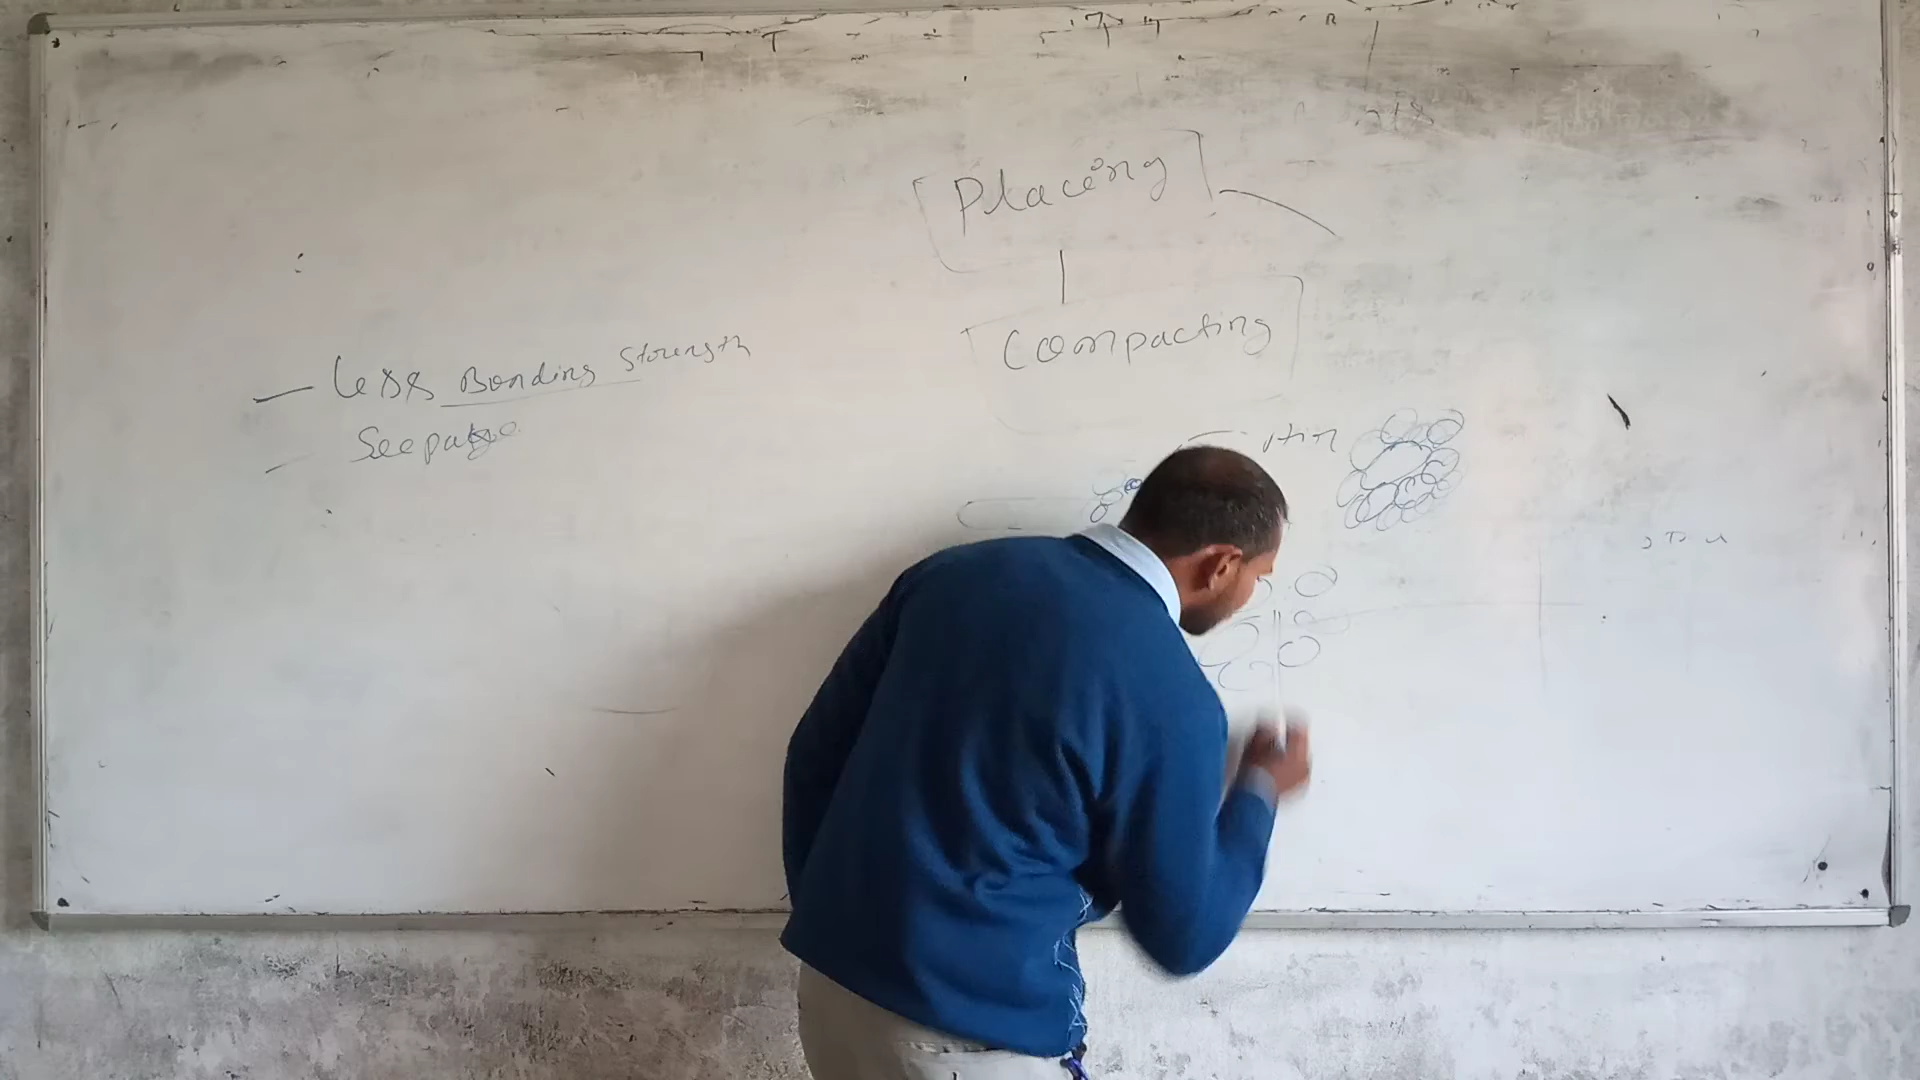 Placing
Compacting
Less Bonding Strength
Seepage